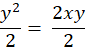 y²/2 = 2xy/2